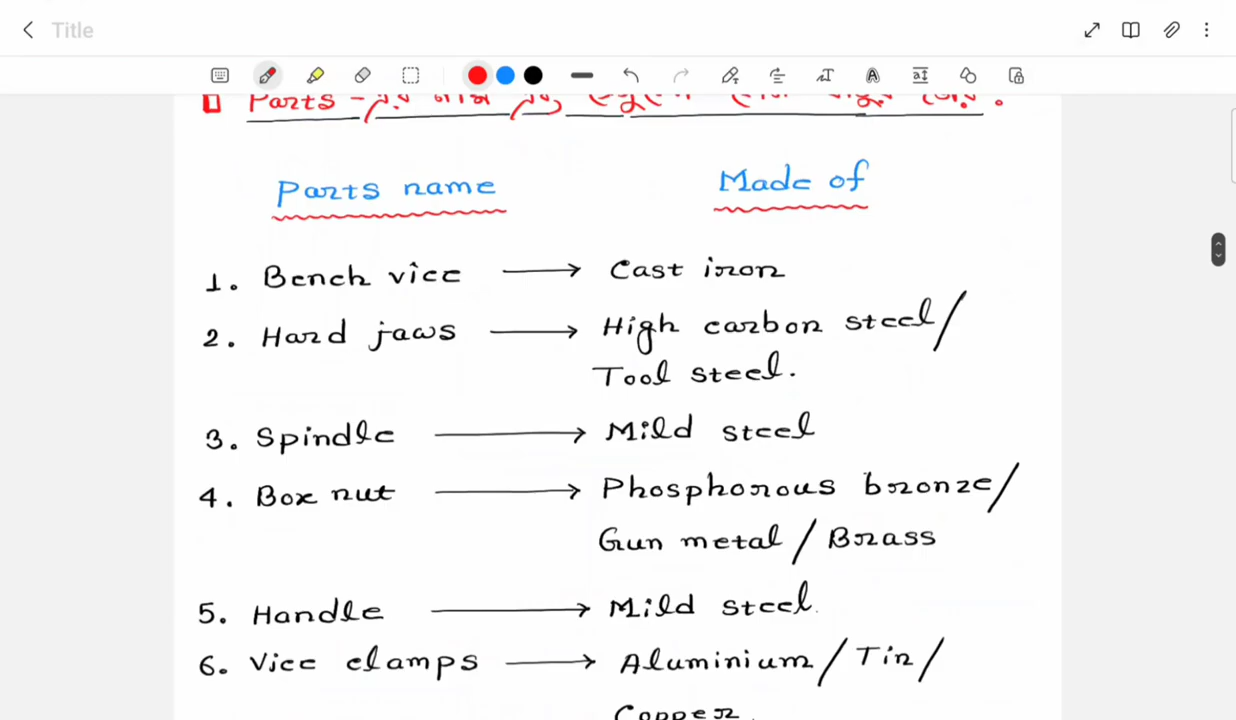 Title
Parts -
Parts name Made of
1. Bench vice → Cast iron
2. Hard jaws → High carbon steel/
Tool steel.
3. Spindle → Mild steel
4. Box nut → Phosphorous bronze/
Gun metal / Brass
5. Handle → Mild steel.
6. Vice clamps → Aluminium / Tin /
Copper.